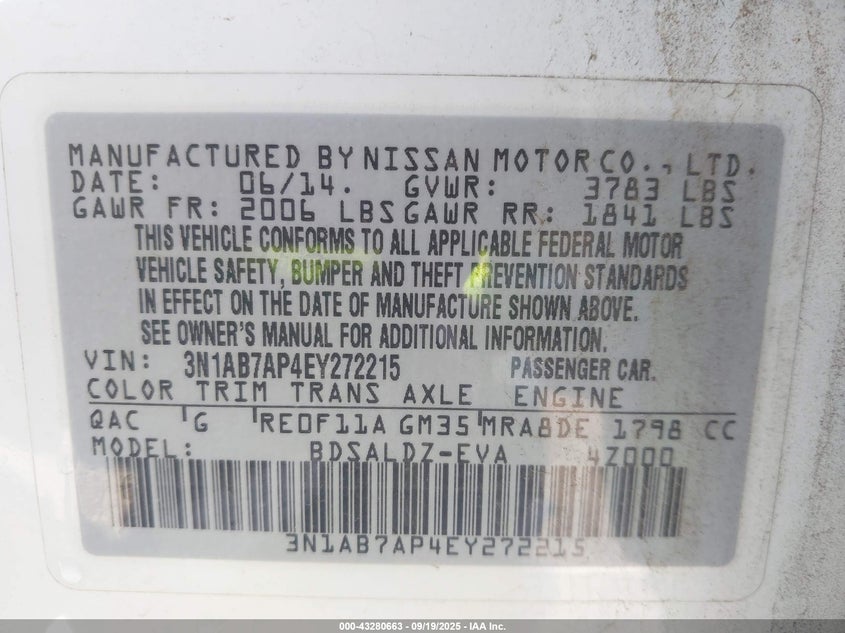 MANUFACTURED BY NISSAN MOTOR CO., LTD.
DATE: 06/14. GVWR: 3783 LBS
GAWR FR: 2006 LBS GAWR RR: 1841 LBS
THIS VEHICLE CONFORMS TO ALL APPLICABLE FEDERAL MOTOR
VEHICLE SAFETY, BUMPER AND THEFT PREVENTION STANDARDS
IN EFFECT ON THE DATE OF MANUFACTURE SHOWN ABOVE.
SEE OWNER'S MANUAL FOR ADDITIONAL INFORMATION.
VIN: 3N1AB7AP4EY272215 PASSENGER CAR.
COLOR TRIM TRANS AXLE ENGINE
QAC G RE0F11A GM35 MRA8DE 1798 CC
MODEL: BDSALDZ-EVA 4Z000
3N1AB7AP4EY272215
000-43280663 - 09/19/2025 - IAA Inc.